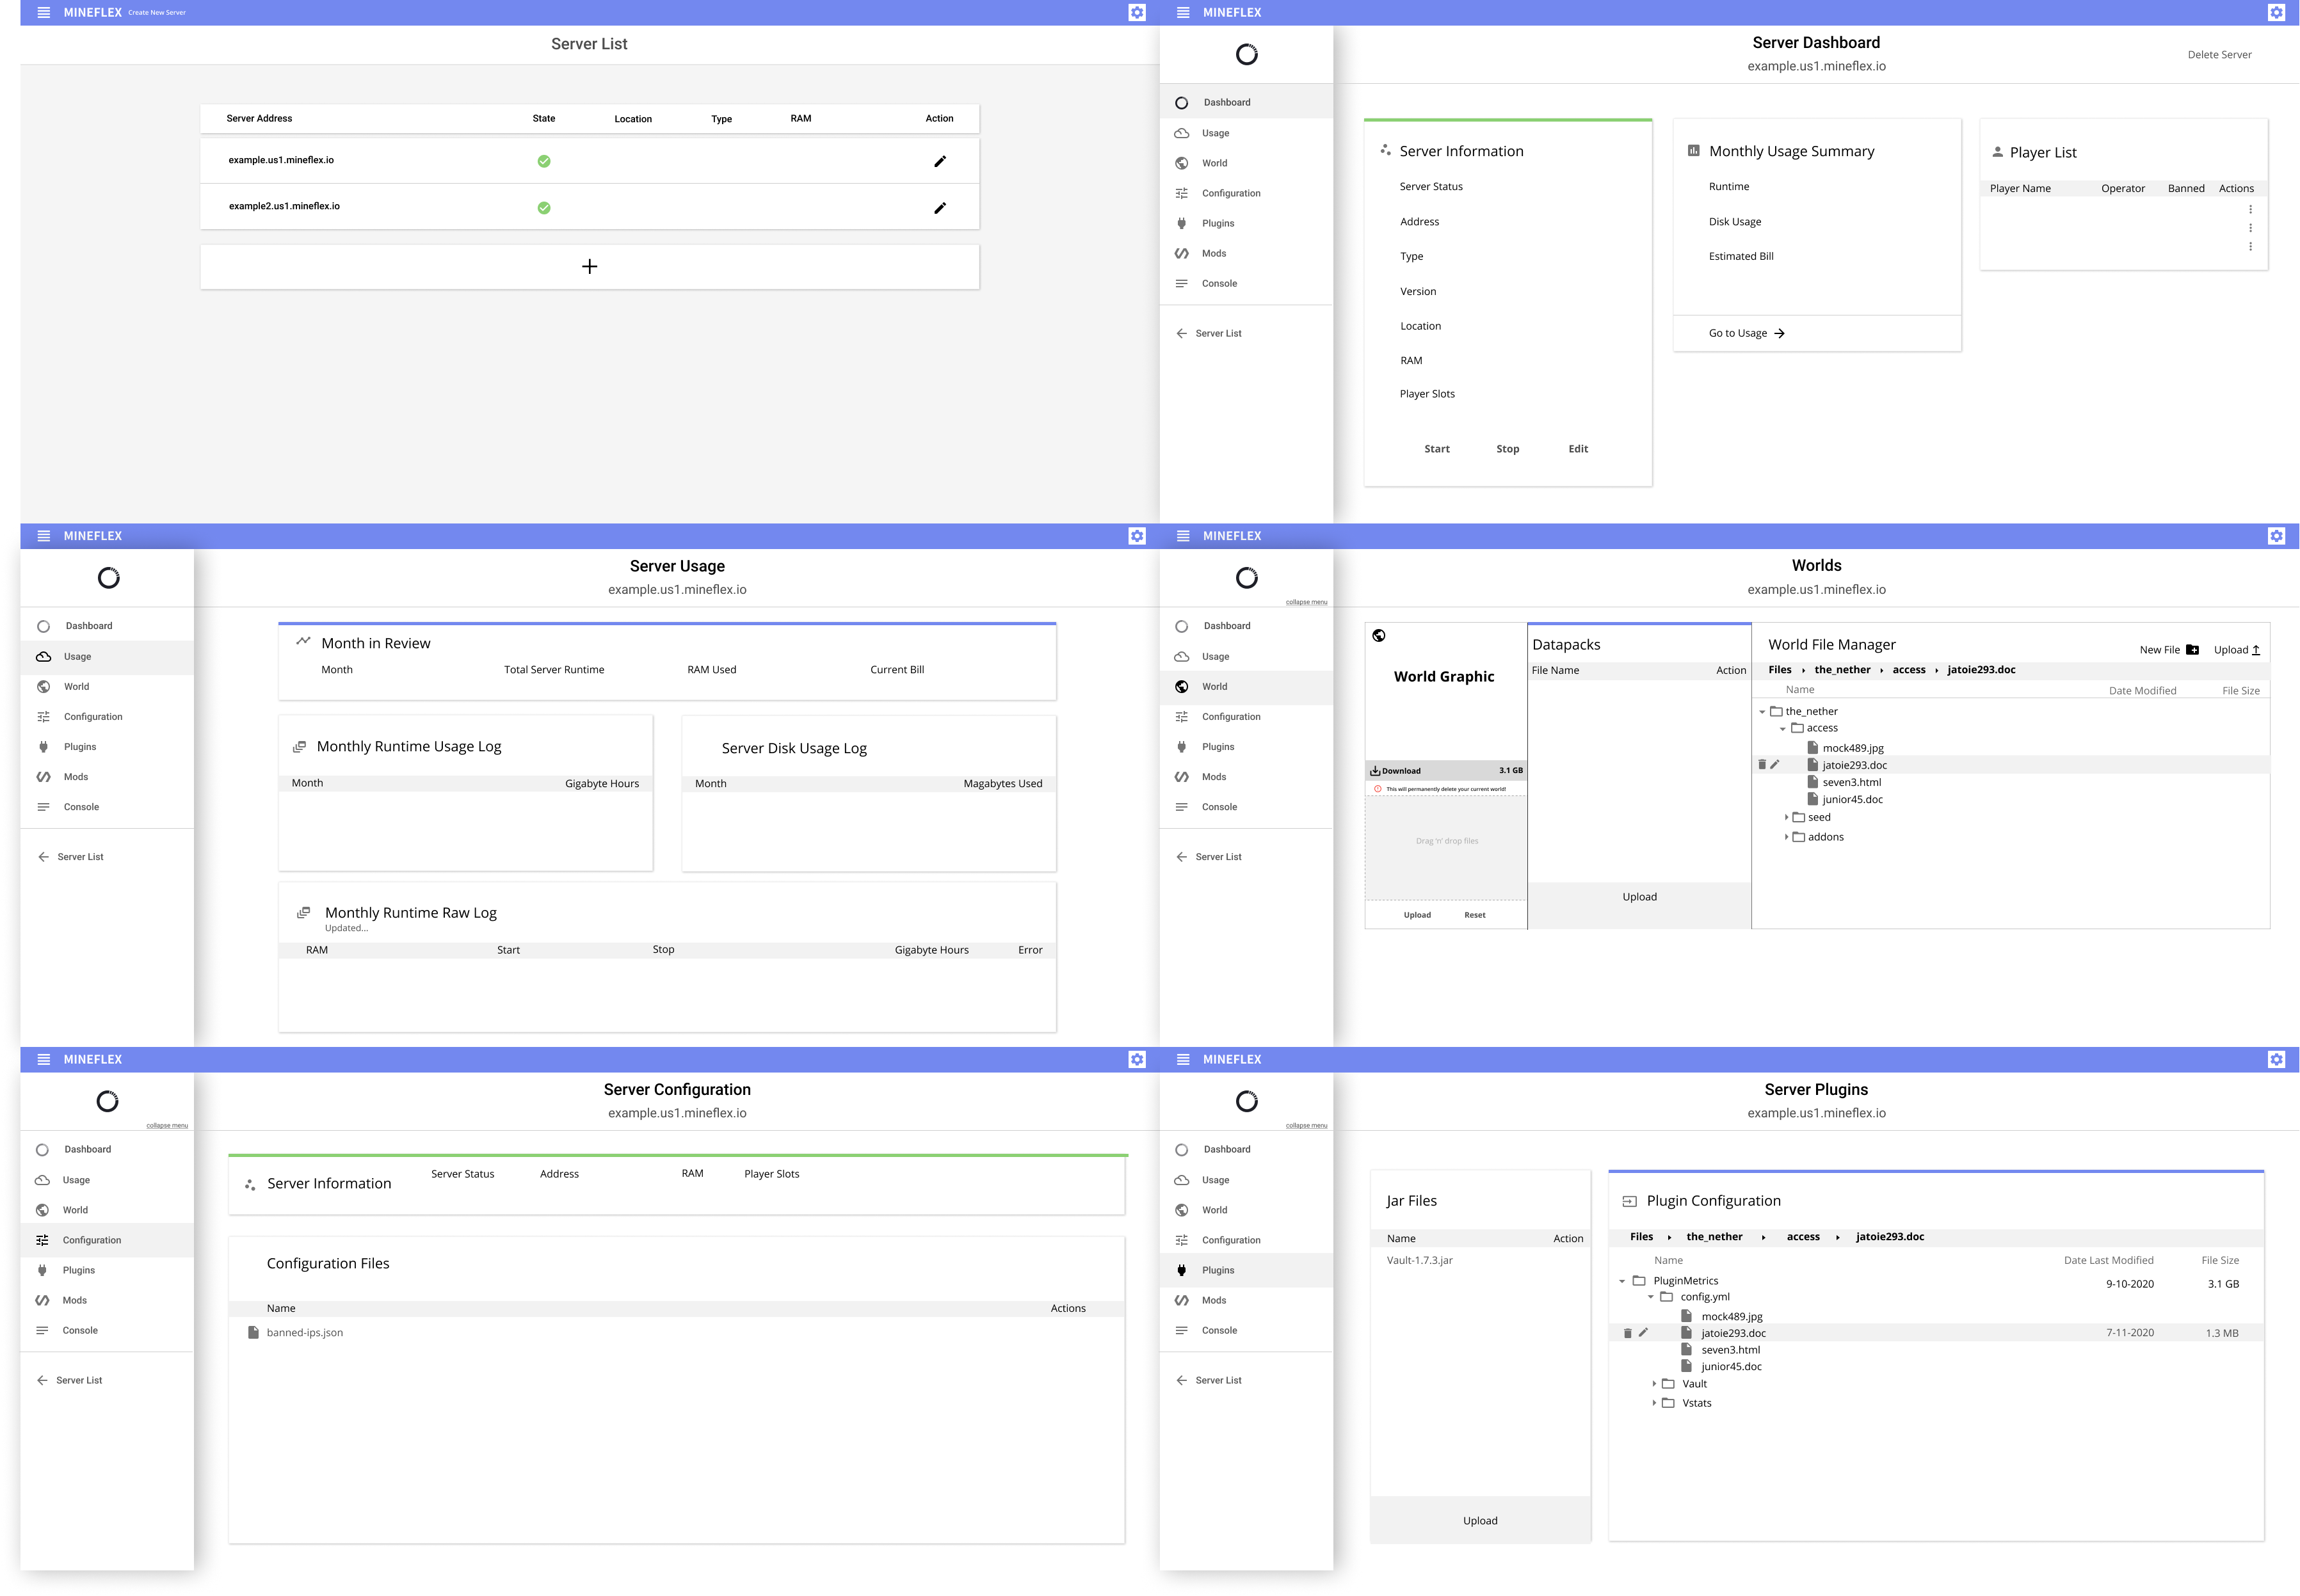 MINEFLEX Create New Server
Server List
Server Address State Location Type RAM Action
example.us1.mineflex.io
example2.us1.mineflex.io
MINEFLEX
Server Dashboard
example.us1.mineflex.io
Delete Server
Dashboard
Usage
World
Configuration
Plugins
Mods
Console
Server List
Server Information
Server Status
Address
Type
Version
Location
RAM
Player Slots
Start Stop Edit
Monthly Usage Summary
Runtime
Disk Usage
Estimated Bill
Go to Usage
Player List
Player Name Operator Banned Actions
MINEFLEX
Server Usage
example.us1.mineflex.io
Dashboard
Usage
World
Configuration
Plugins
Mods
Console
Server List
Month in Review
Month Total Server Runtime RAM Used Current Bill
Monthly Runtime Usage Log
Month Gigabyte Hours
Server Disk Usage Log
Month Magabytes Used
Monthly Runtime Raw Log
Updated...
RAM Start Stop Gigabyte Hours Error
MINEFLEX
Worlds
example.us1.mineflex.io
collapse menu
Dashboard
Usage
World
Configuration
Plugins
Mods
Console
Server List
World Graphic
Download 3.1 GB
This will permanently delete your current world!
Drag 'n' drop files
Upload Reset
Datapacks
File Name Action
Upload
World File Manager
New File Upload
Files the_nether access jatoie293.doc
Name Date Modified File Size
the_nether
access
mock489.jpg
jatoie293.doc
seven3.html
junior45.doc
seed
addons
MINEFLEX
Server Configuration
example.us1.mineflex.io
collapse menu
Dashboard
Usage
World
Configuration
Plugins
Mods
Console
Server List
Server Information
Server Status Address RAM Player Slots
Configuration Files
Name Actions
banned-ips.json
MINEFLEX
Server Plugins
example.us1.mineflex.io
collapse menu
Dashboard
Usage
World
Configuration
Plugins
Mods
Console
Server List
Jar Files
Name Action
Vault-1.7.3.jar
Upload
Plugin Configuration
Files the_nether access jatoie293.doc
Name Date Last Modified File Size
PluginMetrics 9-10-2020 3.1 GB
config.yml
mock489.jpg
jatoie293.doc 7-11-2020 1.3 MB
seven3.html
junior45.doc
Vault
Vstats